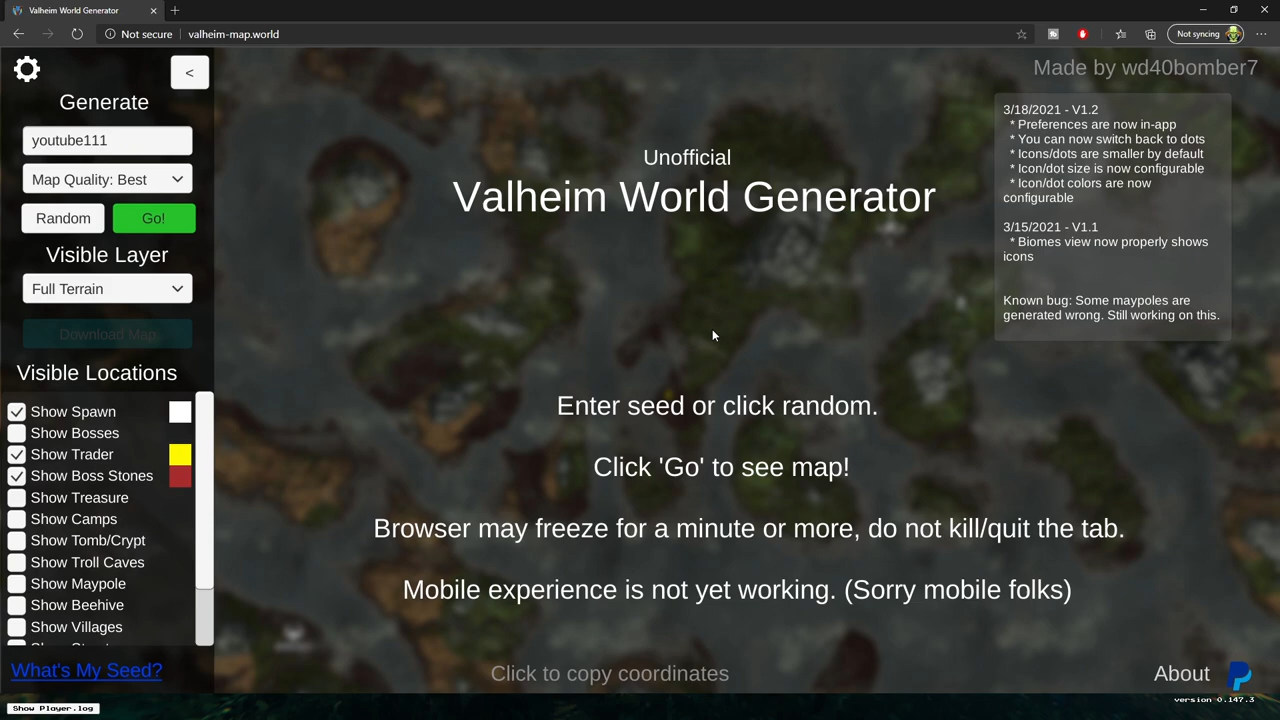 Valheim World Generator
Not secure
valheim-map.world
Not syncing
<
Generate
youtube111
Map Quality: Best
Random
Go!
Visible Layer
Full Terrain
Download Map
Visible Locations
Show Spawn
Show Bosses
Show Trader
Show Boss Stones
Show Treasure
Show Camps
Show Tomb/Crypt
Show Troll Caves
Show Maypole
Show Beehive
Show Villages
What's My Seed?
Show Player.log
Unofficial
Valheim World Generator
Enter seed or click random.
Click 'Go' to see map!
Browser may freeze for a minute or more, do not kill/quit the tab.
Mobile experience is not yet working. (Sorry mobile folks)
Click to copy coordinates
Made by wd40bomber7
3/18/2021 - V1.2
* Preferences are now in-app
* You can now switch back to dots
* Icons/dots are smaller by default
* Icon/dot size is now configurable
* Icon/dot colors are now
configurable
3/15/2021 - V1.1
* Biomes view now properly shows
icons
Known bug: Some maypoles are
generated wrong. Still working on this.
About
version 0.147.3